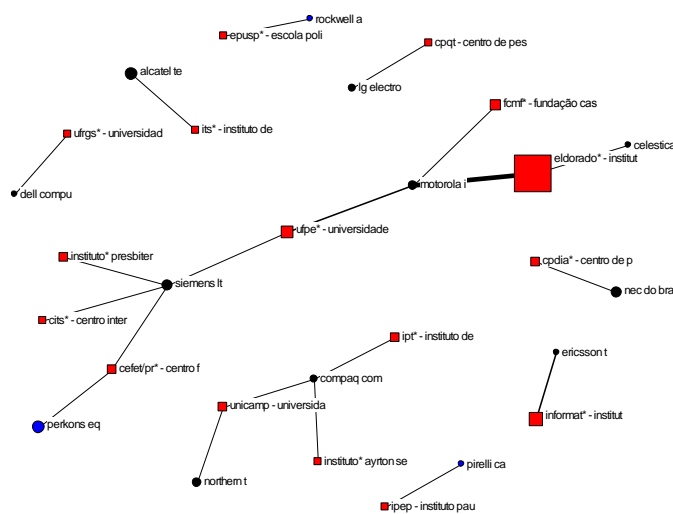 rockwell a
epusp* - escola poli
cpqt - centro de pes
alcatel te
lg electro
fcmf* - fundação cas
ufrgs* - universidad
its* - instituto de
celestica
eldorado* - institut
motorola i
dell compu
ufpe* - universidade
instituto* presbiter
cpdia* - centro de p
siemens lt
nec do bra
cits* - centro inter
ipt* - instituto de
ericsson t
cefet/pr* - centro f
compaq com
unicamp - universida
informat* - institut
perkons eq
instituto* ayrton se
pirelli ca
northern t
ipep - instituto pau